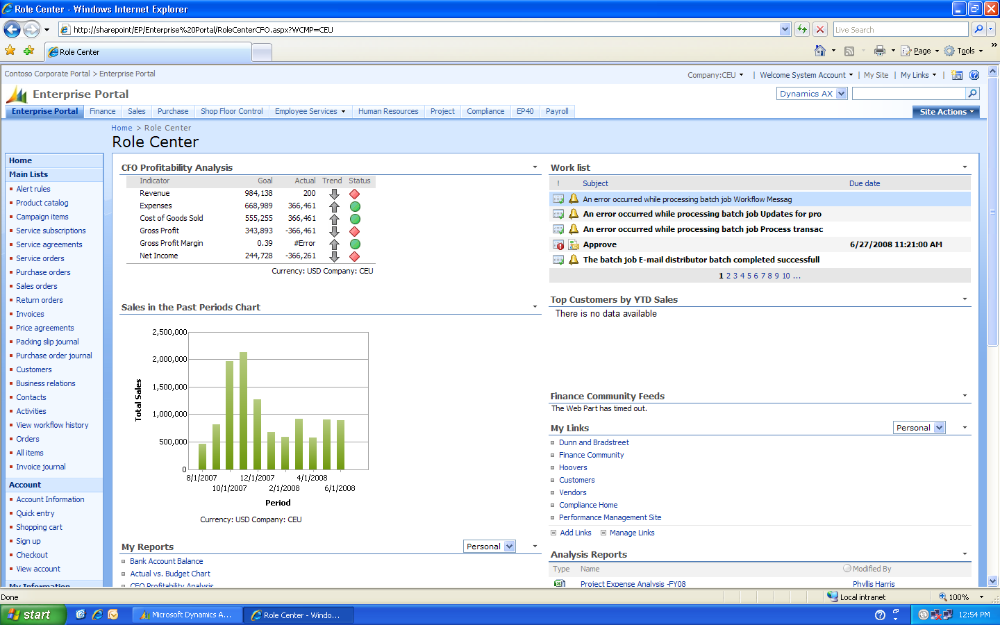 Role Center - Windows Internet Explorer
http://sharepoint/EP/Enterprise%20Portal/RoleCenterCFO.aspx?WCMP=CEU
Live Search
Role Center
Page
Tools
Contoso Corporate Portal > Enterprise Portal
Company:CEU | Welcome System Account | My Site | My Links |
Enterprise Portal
Dynamics AX
Enterprise Portal Finance Sales Purchase Shop Floor Control Employee Services Human Resources Project Compliance EP40 Payroll
Site Actions
Home > Role Center
Role Center
Home
Main Lists
Alert rules
Product catalog
Campaign items
Service subscriptions
Service agreements
Service orders
Purchase orders
Sales orders
Return orders
Invoices
Price agreements
Packing slip journal
Purchase order journal
Customers
Business relations
Contacts
Activities
View workflow history
Orders
All items
Invoice journal
Account
Account Information
Quick entry
Shopping cart
Sign up
Checkout
View account
My Information
CFO Profitability Analysis
Indicator Goal Actual Trend Status
Revenue 984,138 200
Expenses 668,989 366,461
Cost of Goods Sold 555,255 366,461
Gross Profit 343,893 -366,461
Gross Profit Margin 0.39 #Error
Net Income 244,728 -366,261
Currency: USD Company: CEU
Sales in the Past Periods Chart
2,500,000
2,000,000
1,500,000
1,000,000
500,000
0
Total Sales
8/1/2007 12/1/2007 4/1/2008
10/1/2007 2/1/2008 6/1/2008
Period
Currency: USD Company: CEU
My Reports
Personal
Bank Account Balance
Actual vs. Budget Chart
CFO Profitability Analysis
Work list
! Subject Due date
An error occurred while processing batch job Workflow Messag
An error occurred while processing batch job Updates for pro
An error occurred while processing batch job Process transac
Approve 6/27/2008 11:21:00 AM
The batch job E-mail distributor batch completed successfull
1 2 3 4 5 6 7 8 9 10 ...
Top Customers by YTD Sales
There is no data available
Finance Community Feeds
The Web Part has timed out.
My Links
Personal
Dunn and Bradstreet
Finance Community
Hoovers
Customers
Vendors
Compliance Home
Performance Management Site
Add Links Manage Links
Analysis Reports
Type Name Modified By
Project Expense Analysis -FY08 Phyllis Harris
Done
Local intranet
100%
start
Microsoft Dynamics A...
Role Center - Windo...
12:54 PM